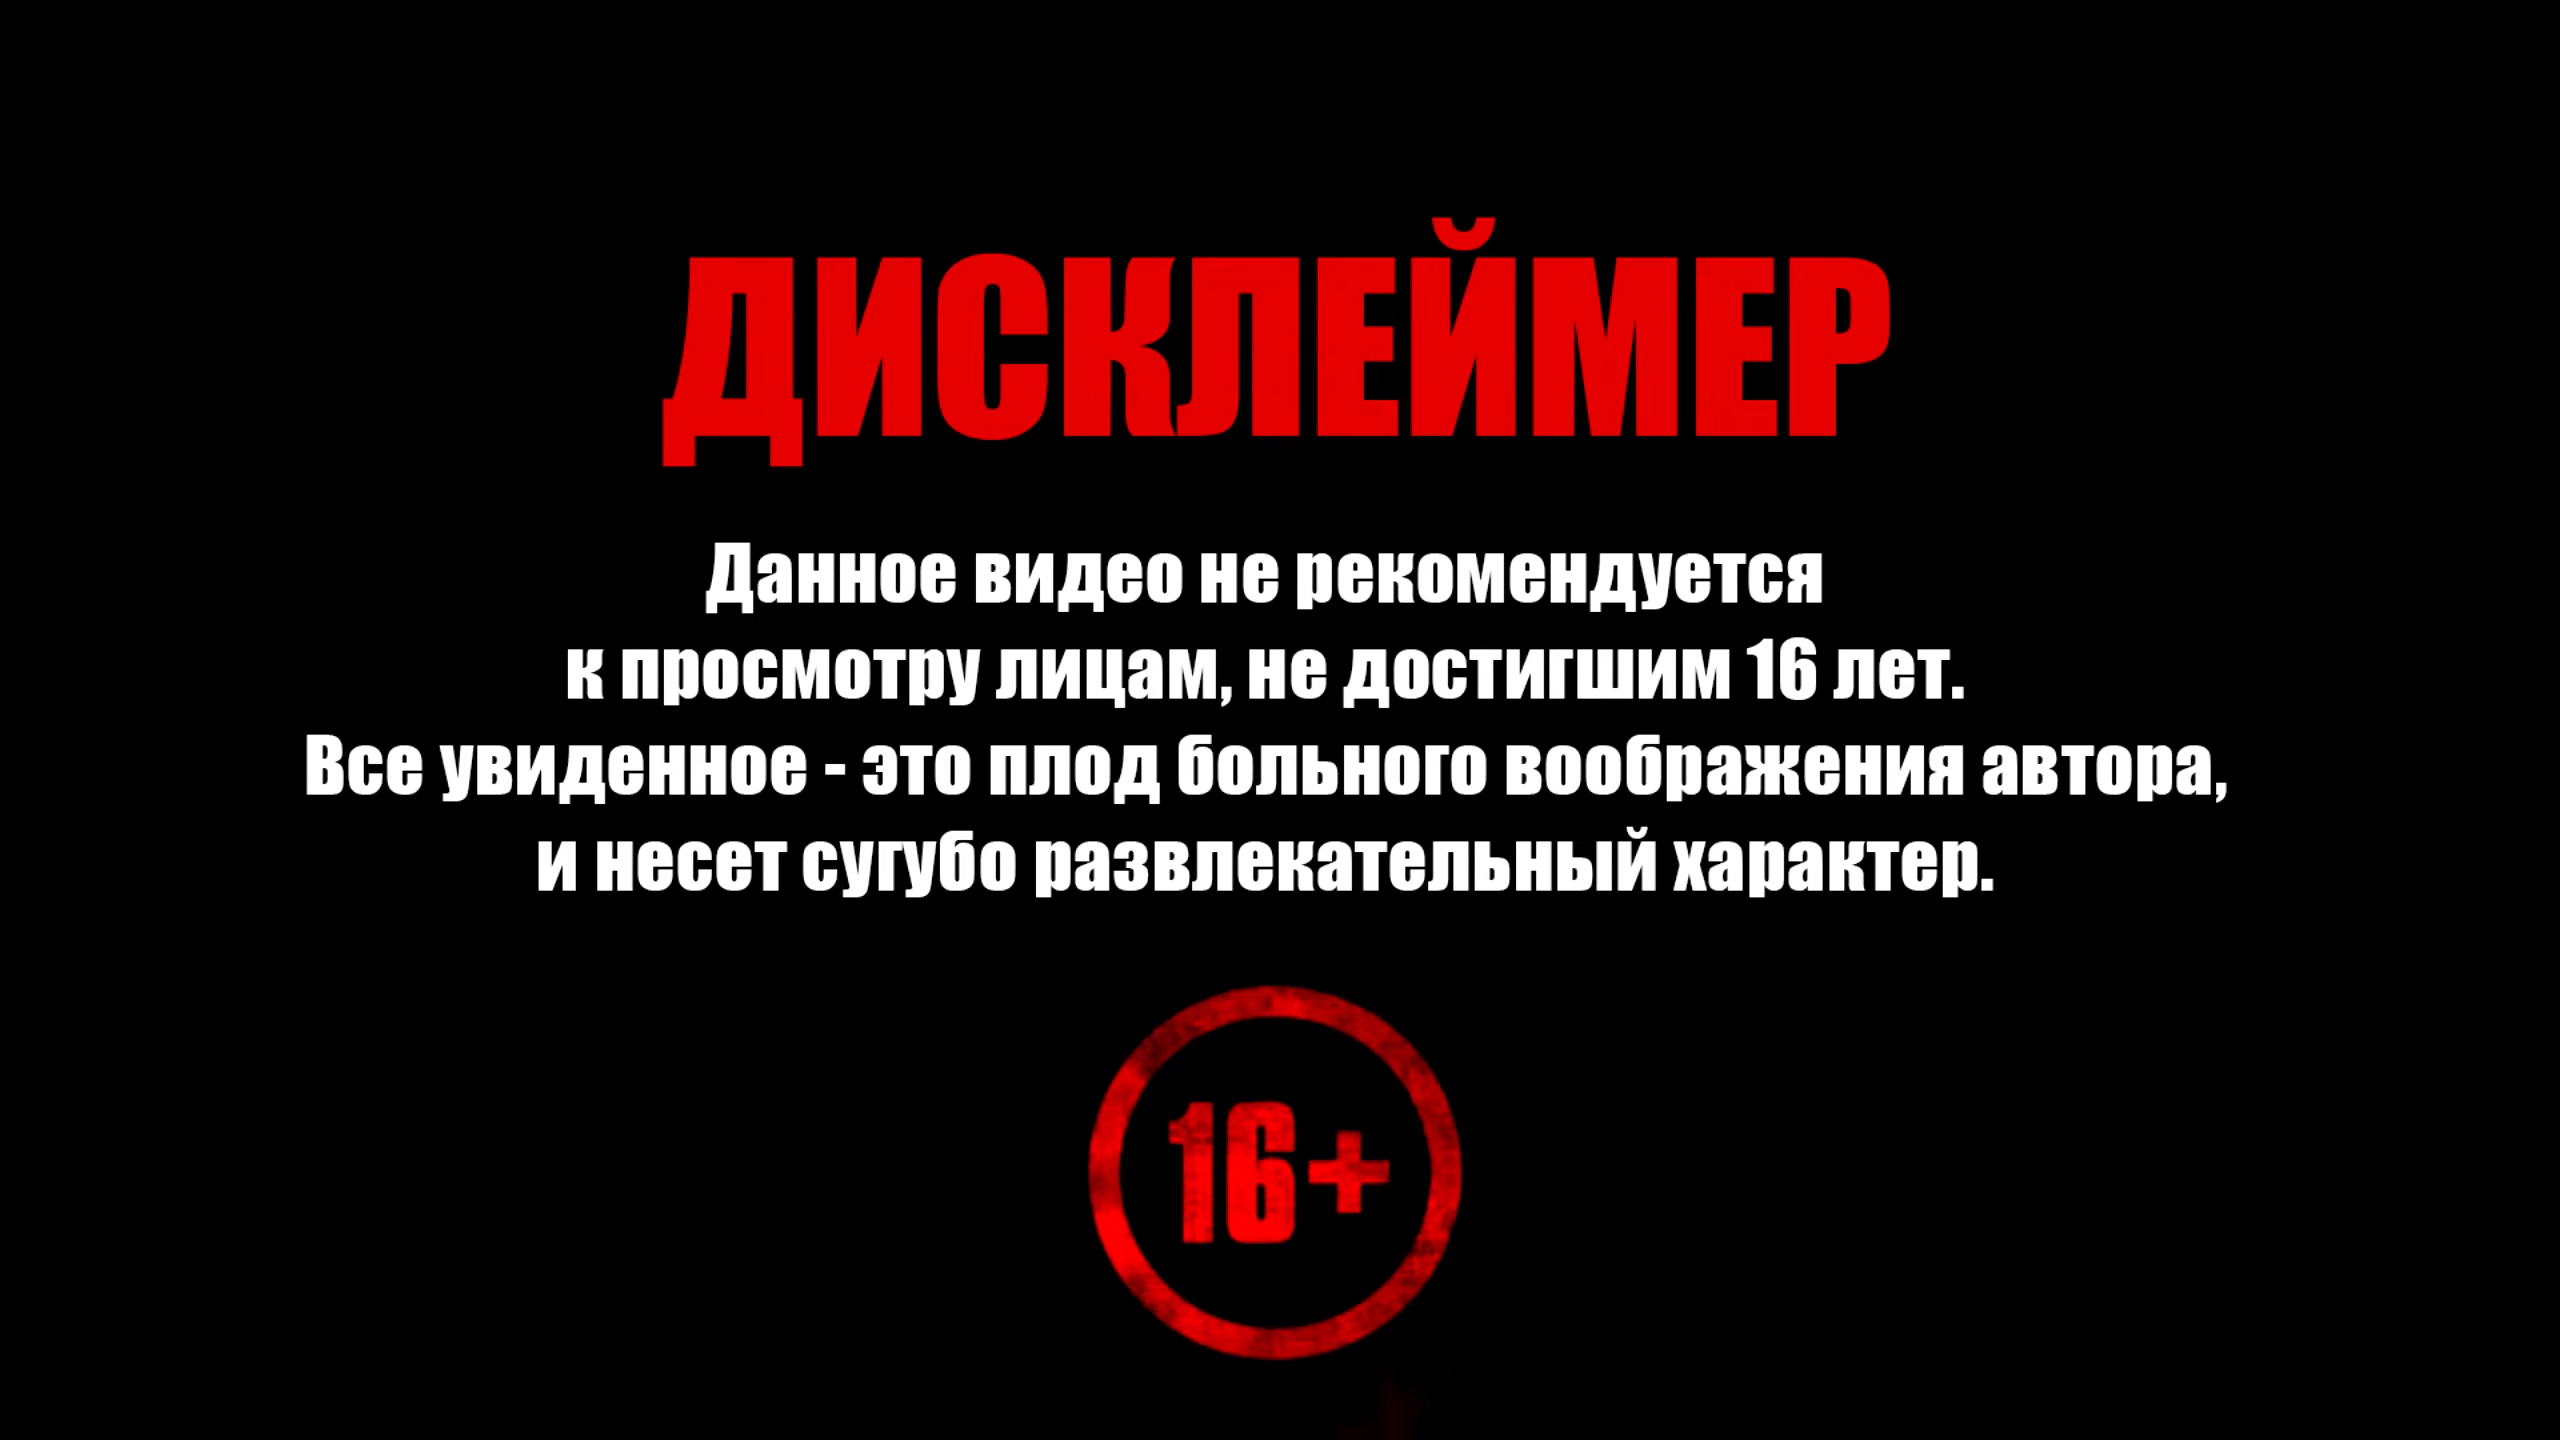 ДИСКЛЕЙМЕР
Данное видео не рекомендуется
к просмотру лицам, не достигшим 16 лет.
Все увиденное - это плод больного воображения автора,
и несет сугубо развлекательный характер.
16+